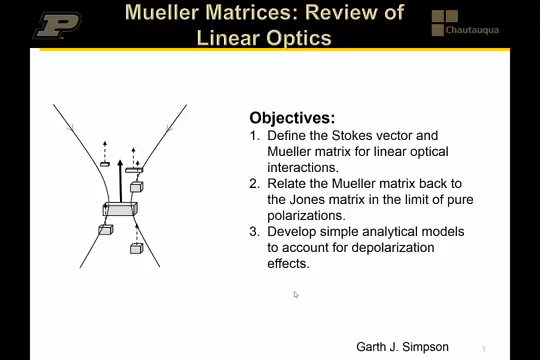 Mueller Matrices: Review of
Linear Optics
P
Chautauqua
Objectives:
1. Define the Stokes vector and
Mueller matrix for linear optical
interactions.
2. Relate the Mueller matrix back to
the Jones matrix in the limit of pure
polarizations.
3. Develop simple analytical models
to account for depolarization
effects.
Garth J. Simpson
1